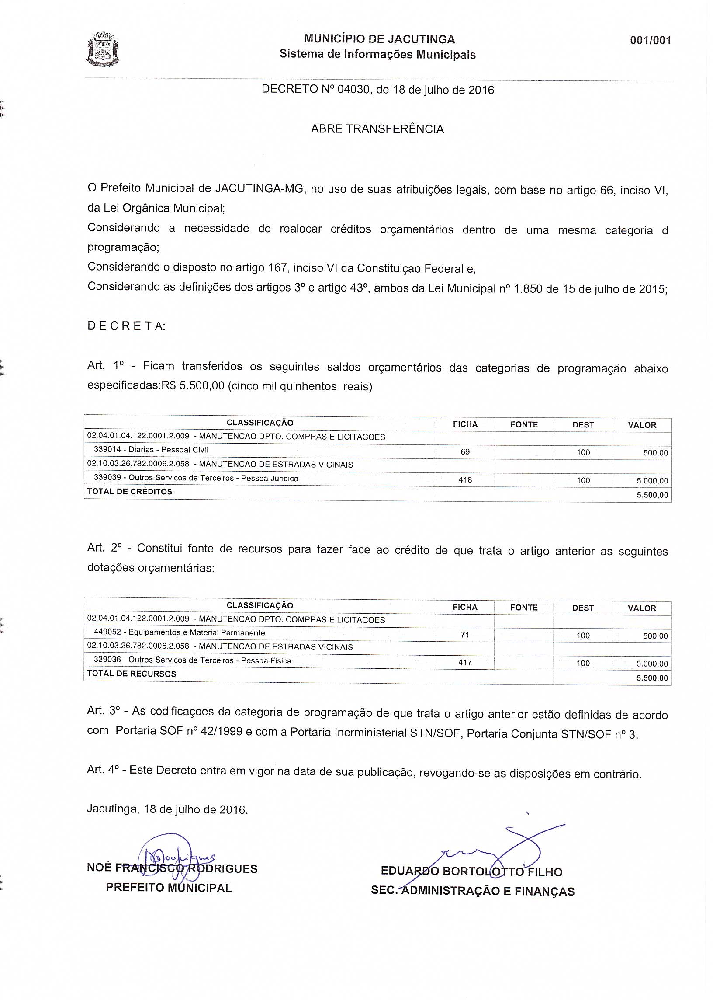 MUNICÍPIO DE JACUTINGA
Sistema de Informações Municipais
001/001
DECRETO Nº 04030, de 18 de julho de 2016
ABRE TRANSFERÊNCIA
O Prefeito Municipal de JACUTINGA-MG, no uso de suas atribuições legais, com base no artigo 66, inciso VI,
da Lei Orgânica Municipal;
Considerando a necessidade de realocar créditos orçamentários dentro de uma mesma categoria d
programação;
Considerando o disposto no artigo 167, inciso VI da Constituiçao Federal e,
Considerando as definições dos artigos 3º e artigo 43º, ambos da Lei Municipal nº 1.850 de 15 de julho de 2015;
D E C R E T A:
Art. 1º - Ficam transferidos os seguintes saldos orçamentários das categorias de programação abaixo
especificadas:R$ 5.500,00 (cinco mil quinhentos  reais)
CLASSIFICAÇÃO FICHA FONTE DEST VALOR
02.04.01.04.122.0001.2.009 - MANUTENCAO DPTO. COMPRAS E LICITACOES
339014 - Diarias - Pessoal Civil 69 100 500,00
02.10.03.26.782.0006.2.058 - MANUTENCAO DE ESTRADAS VICINAIS
339039 - Outros Servicos de Terceiros - Pessoa Juridica 418 100 5.000,00
TOTAL DE CRÉDITOS 5.500,00
Art. 2º - Constitui fonte de recursos para fazer face ao crédito de que trata o artigo anterior as seguintes
dotações orçamentárias:
CLASSIFICAÇÃO FICHA FONTE DEST VALOR
02.04.01.04.122.0001.2.009 - MANUTENCAO DPTO. COMPRAS E LICITACOES
449052 - Equipamentos e Material Permanente 71 100 500,00
02.10.03.26.782.0006.2.058 - MANUTENCAO DE ESTRADAS VICINAIS
339036 - Outros Servicos de Terceiros - Pessoa Fisica 417 100 5.000,00
TOTAL DE RECURSOS 5.500,00
Art. 3º - As codificaçoes da categoria de programação de que trata o artigo anterior estão definidas de acordo
com  Portaria SOF nº 42/1999 e com a Portaria Inerministerial STN/SOF, Portaria Conjunta STN/SOF nº 3.
Art. 4º - Este Decreto entra em vigor na data de sua publicação, revogando-se as disposições em contrário.
Jacutinga, 18 de julho de 2016.
NOÉ FRANCISCO RODRIGUES
PREFEITO MUNICIPAL
EDUARDO BORTOLOTTO FILHO
SEC. ADMINISTRAÇÃO E FINANÇAS